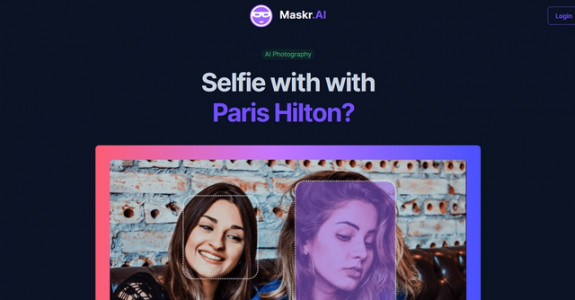 Maskr.AI
Login
AI Photography
Selfie with with
Paris Hilton?